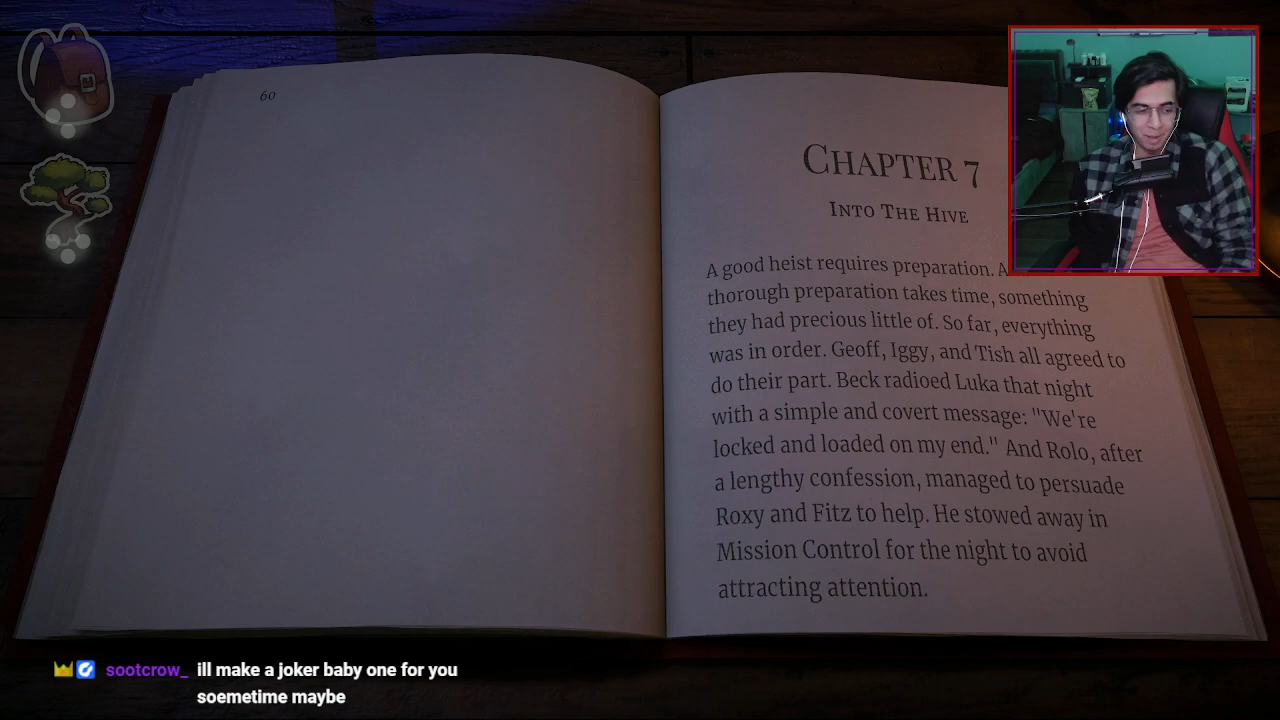 60
CHAPTER 7
INTO THE HIVE
A good heist requires preparation. A
thorough preparation takes time, something
they had precious little of. So far, everything
was in order. Geoff, Iggy, and Tish all agreed to
do their part. Beck radioed Luka that night
with a simple and covert message: "We're
locked and loaded on my end." And Rolo, after
a lengthy confession, managed to persuade
Roxy and Fitz to help. He stowed away in
Mission Control for the night to avoid
attracting attention.
sootcrow_ ill make a joker baby one for you
soemetime maybe